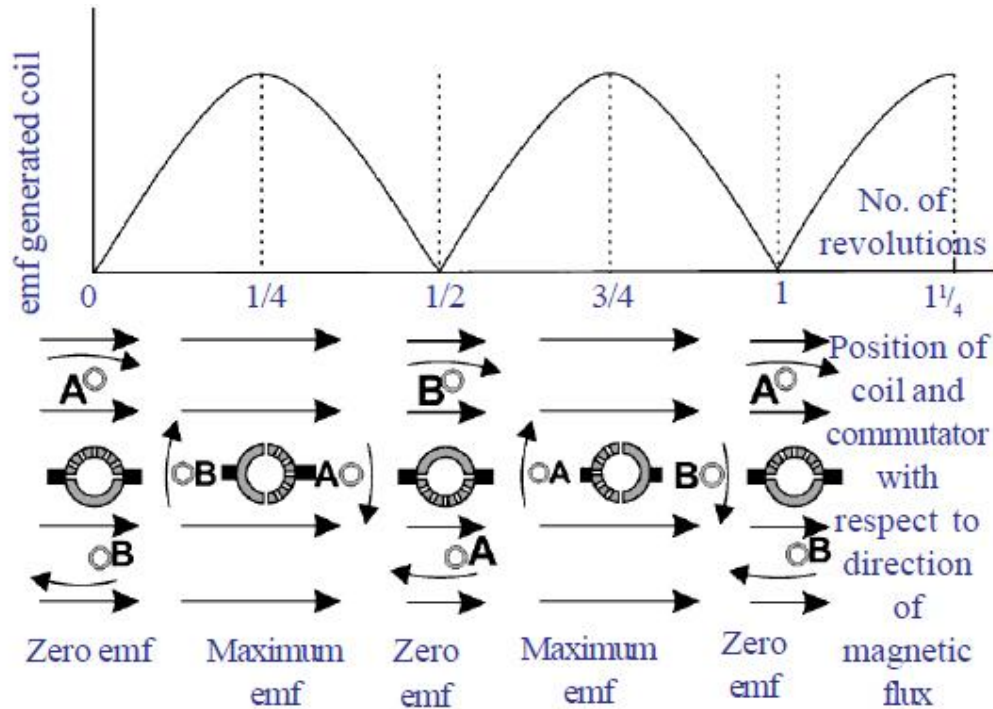 emf generated coil
No. of
revolutions
0
1/4
1/2
3/4
1
1¹/₄
A
B
B
A
B
A
A
B
A
B
Position of
coil and
commutator
with
respect to
direction
of
magnetic
flux
Zero emf
Maximum
emf
Zero
emf
Maximum
emf
Zero
emf